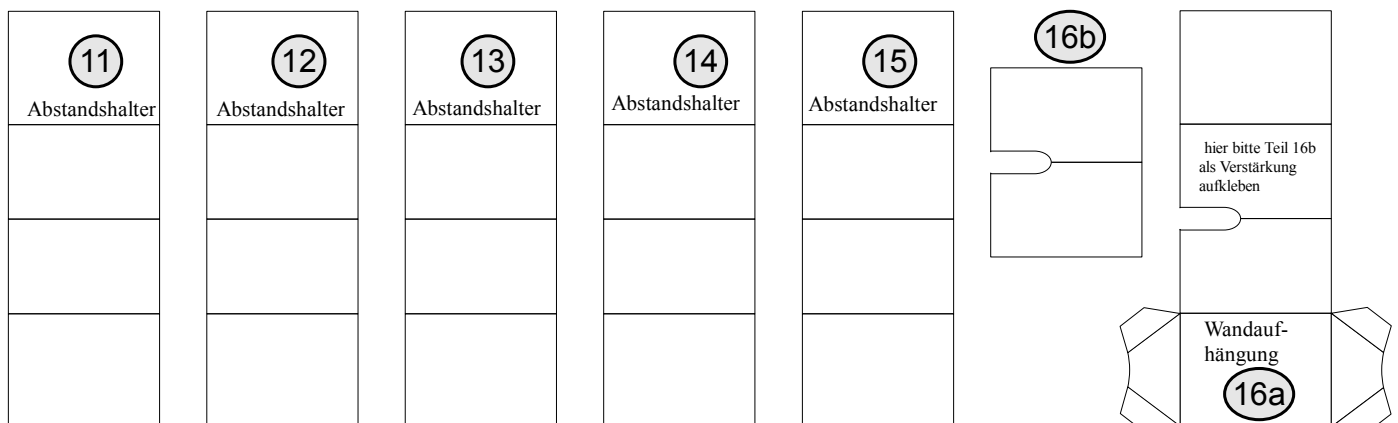 11
Abstandshalter
12
Abstandshalter
13
Abstandshalter
14
Abstandshalter
15
Abstandshalter
16b
hier bitte Teil 16b
als Verstärkung
aufkleben
Wandauf-
hängung
16a